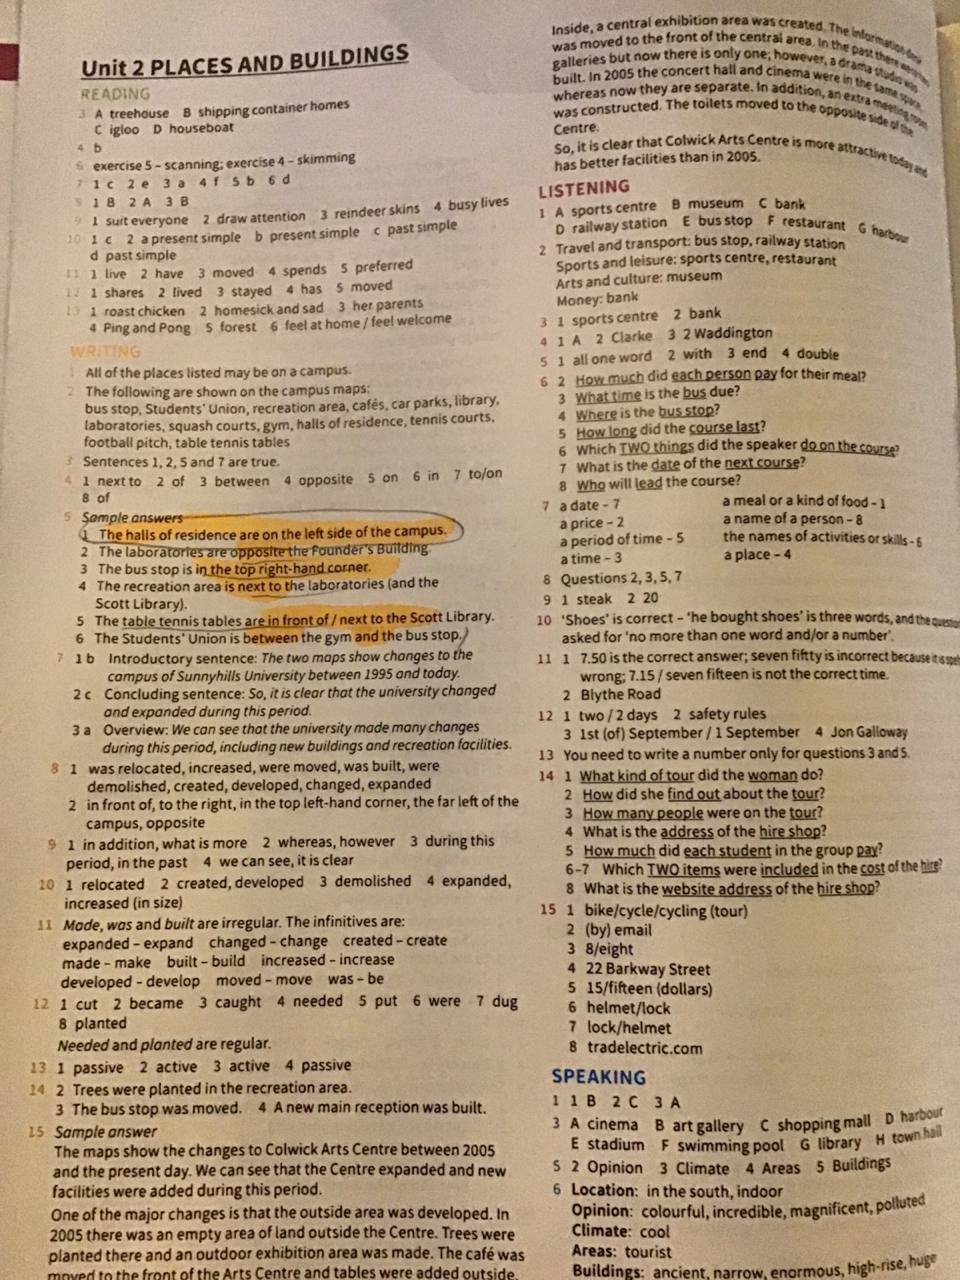 Unit 2 PLACES AND BUILDINGS
READING
3 A treehouse B shipping container homes
C igloo D houseboat
4 b
6 exercise 5 – scanning; exercise 4 – skimming
7 1 c 2 e 3 a 4 f 5 b 6 d
8 1 B 2 A 3 B
9 1 suit everyone 2 draw attention 3 reindeer skins 4 busy lives
10 1 c 2 a present simple b present simple c past simple
d past simple
11 1 live 2 have 3 moved 4 spends 5 preferred
12 1 shares 2 lived 3 stayed 4 has 5 moved
13 1 roast chicken 2 homesick and sad 3 her parents
4 Ping and Pong 5 forest 6 feel at home / feel welcome
WRITING
1 All of the places listed may be on a campus.
2 The following are shown on the campus maps:
bus stop, Students' Union, recreation area, cafés, car parks, library,
laboratories, squash courts, gym, halls of residence, tennis courts,
football pitch, table tennis tables
3 Sentences 1, 2, 5 and 7 are true.
4 1 next to 2 of 3 between 4 opposite 5 on 6 in 7 to/on
8 of
5 Sample answers
1 The halls of residence are on the left side of the campus.
2 The laboratories are opposite the Founder's Building.
3 The bus stop is in the top right-hand corner.
4 The recreation area is next to the laboratories (and the
Scott Library).
5 The table tennis tables are in front of / next to the Scott Library.
6 The Students' Union is between the gym and the bus stop.
7 1 b Introductory sentence: The two maps show changes to the
campus of Sunnyhills University between 1995 and today.
2 c Concluding sentence: So, it is clear that the university changed
and expanded during this period.
3 a Overview: We can see that the university made many changes
during this period, including new buildings and recreation facilities.
8 1 was relocated, increased, were moved, was built, were
demolished, created, developed, changed, expanded
2 in front of, to the right, in the top left-hand corner, the far left of the
campus, opposite
9 1 in addition, what is more 2 whereas, however 3 during this
period, in the past 4 we can see, it is clear
10 1 relocated 2 created, developed 3 demolished 4 expanded,
increased (in size)
11 Made, was and built are irregular. The infinitives are:
expanded – expand changed – change created – create
made – make built – build increased – increase
developed – develop moved – move was – be
12 1 cut 2 became 3 caught 4 needed 5 put 6 were 7 dug
8 planted
Needed and planted are regular.
13 1 passive 2 active 3 active 4 passive
14 2 Trees were planted in the recreation area.
3 The bus stop was moved. 4 A new main reception was built.
15 Sample answer
The maps show the changes to Colwick Arts Centre between 2005
and the present day. We can see that the Centre expanded and new
facilities were added during this period.
One of the major changes is that the outside area was developed. In
2005 there was an empty area of land outside the Centre. Trees were
planted there and an outdoor exhibition area was made. The café was
moved to the front of the Arts Centre and tables were added outside.
Inside, a central exhibition area was created. The information desk
was moved to the front of the central area. In the past there were two
galleries but now there is only one; however, a drama studio was
built. In 2005 the concert hall and cinema were in the same space,
whereas now they are separate. In addition, an extra meeting room
was constructed. The toilets moved to the opposite side of the
Centre.
So, it is clear that Colwick Arts Centre is more attractive today and
has better facilities than in 2005.
LISTENING
1 A sports centre B museum C bank
D railway station E bus stop F restaurant G harbour
2 Travel and transport: bus stop, railway station
Sports and leisure: sports centre, restaurant
Arts and culture: museum
Money: bank
3 1 sports centre 2 bank
4 1 A 2 Clarke 3 2 Waddington
5 1 all one word 2 with 3 end 4 double
6 2 How much did each person pay for their meal?
3 What time is the bus due?
4 Where is the bus stop?
5 How long did the course last?
6 Which TWO things did the speaker do on the course?
7 What is the date of the next course?
8 Who will lead the course?
7 a date – 7 a meal or a kind of food – 1
a price – 2 a name of a person – 8
a period of time – 5 the names of activities or skills – 6
a time – 3 a place – 4
8 Questions 2, 3, 5, 7
9 1 steak 2 20
10 'Shoes' is correct – 'he bought shoes' is three words, and the question
asked for 'no more than one word and/or a number'.
11 1 7.50 is the correct answer; seven fiftty is incorrect because it is spelt
wrong; 7.15 / seven fifteen is not the correct time.
2 Blythe Road
12 1 two / 2 days 2 safety rules
3 1st (of) September / 1 September 4 Jon Galloway
13 You need to write a number only for questions 3 and 5.
14 1 What kind of tour did the woman do?
2 How did she find out about the tour?
3 How many people were on the tour?
4 What is the address of the hire shop?
5 How much did each student in the group pay?
6–7 Which TWO items were included in the cost of the hire?
8 What is the website address of the hire shop?
15 1 bike/cycle/cycling (tour)
2 (by) email
3 8/eight
4 22 Barkway Street
5 15/fifteen (dollars)
6 helmet/lock
7 lock/helmet
8 tradelectric.com
SPEAKING
1 1 B 2 C 3 A
3 A cinema B art gallery C shopping mall D harbour
E stadium F swimming pool G library H town hall
5 2 Opinion 3 Climate 4 Areas 5 Buildings
6 Location: in the south, indoor
Opinion: colourful, incredible, magnificent, polluted
Climate: cool
Areas: tourist
Buildings: ancient, narrow, enormous, high-rise, huge